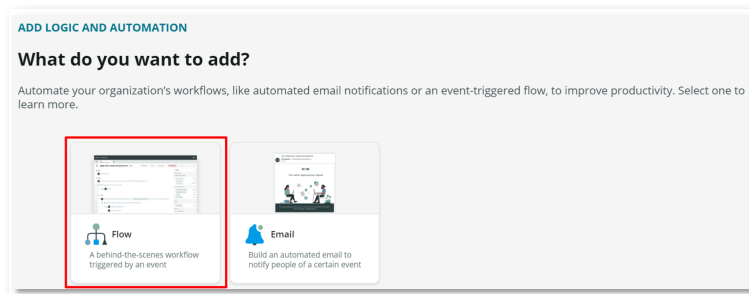 ADD LOGIC AND AUTOMATION
What do you want to add?
Automate your organization's workflows, like automated email notifications or an event-triggered flow, to improve productivity. Select one to
learn more.
Flow
A behind-the-scenes workflow
triggered by an event
Email
Build an automated email to
notify people of a certain event